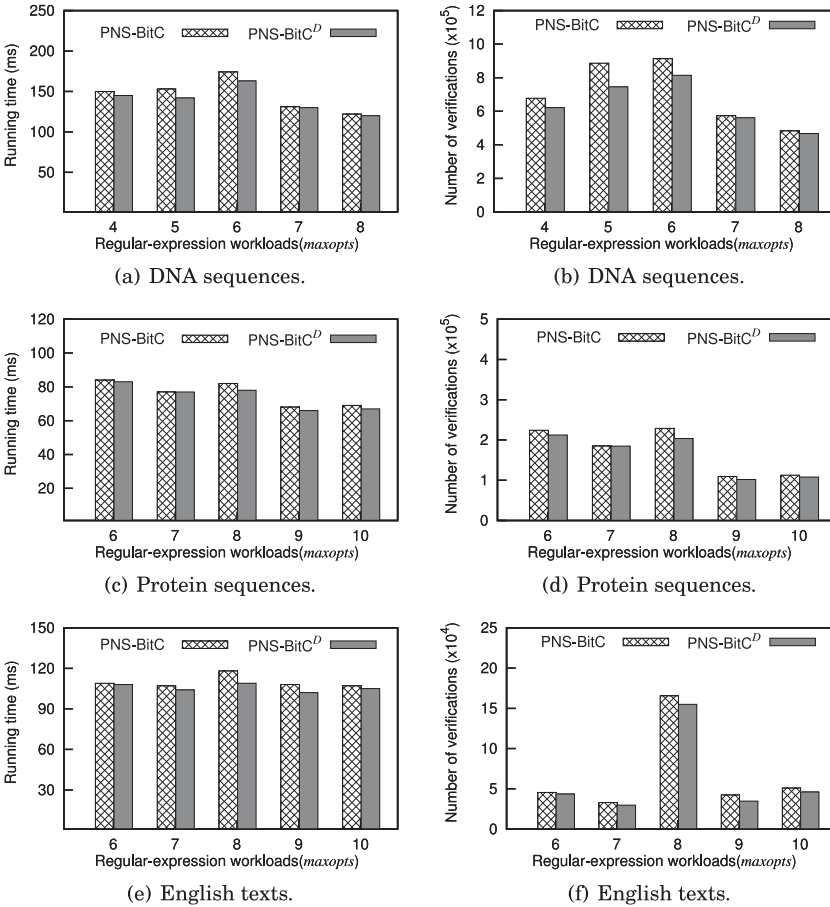 PNS-BitC PNS-BitC^D
Running time (ms)
250
200
150
100
50
4 5 6 7 8
Regular-expression workloads(maxopts)
(a) DNA sequences.
PNS-BitC PNS-BitC^D
Number of verifications (x10^5)
12
10
8
6
4
2
0
4 5 6 7 8
Regular-expression workloads(maxopts)
(b) DNA sequences.
PNS-BitC PNS-BitC^D
Running time (ms)
120
100
80
60
40
20
6 7 8 9 10
Regular-expression workloads(maxopts)
(c) Protein sequences.
PNS-BitC PNS-BitC^D
Number of verifications (x10^5)
5
4
3
2
1
0
6 7 8 9 10
Regular-expression workloads(maxopts)
(d) Protein sequences.
PNS-BitC PNS-BitC^D
Running time (ms)
150
120
90
60
30
6 7 8 9 10
Regular-expression workloads(maxopts)
(e) English texts.
PNS-BitC PNS-BitC^D
Number of verifications (x10^4)
25
20
15
10
5
0
6 7 8 9 10
Regular-expression workloads(maxopts)
(f) English texts.